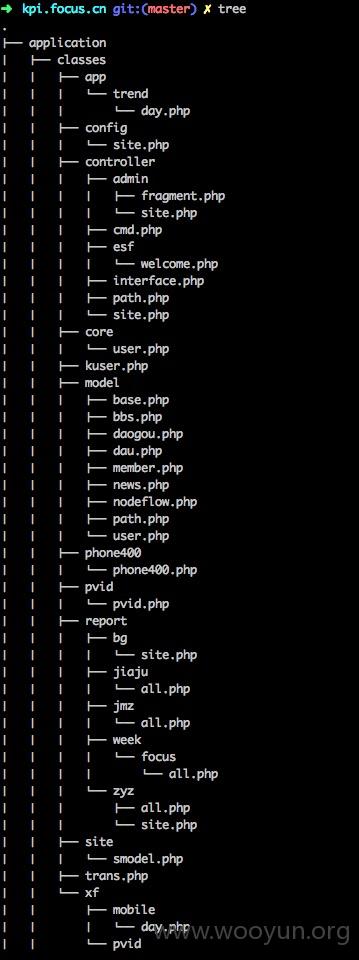 ➜ kpi.focus.cn git:(master) ✗ tree
.
├── application
│   ├── classes
│   │   ├── app
│   │   │   └── trend
│   │   │       └── day.php
│   │   ├── config
│   │   │   └── site.php
│   │   ├── controller
│   │   │   ├── admin
│   │   │   │   ├── fragment.php
│   │   │   │   └── site.php
│   │   │   ├── cmd.php
│   │   │   ├── esf
│   │   │   │   └── welcome.php
│   │   │   ├── interface.php
│   │   │   ├── path.php
│   │   │   └── site.php
│   │   ├── core
│   │   │   └── user.php
│   │   ├── kuser.php
│   │   ├── model
│   │   │   ├── base.php
│   │   │   ├── bbs.php
│   │   │   ├── daogou.php
│   │   │   ├── dau.php
│   │   │   ├── member.php
│   │   │   ├── news.php
│   │   │   ├── nodeflow.php
│   │   │   ├── path.php
│   │   │   └── user.php
│   │   ├── phone400
│   │   │   └── phone400.php
│   │   ├── pvid
│   │   │   └── pvid.php
│   │   ├── report
│   │   │   ├── bg
│   │   │   │   └── site.php
│   │   │   ├── jiaju
│   │   │   │   └── all.php
│   │   │   ├── jmz
│   │   │   │   └── all.php
│   │   │   ├── week
│   │   │   │   └── focus
│   │   │   │       └── all.php
│   │   │   └── zyz
│   │   │       ├── all.php
│   │   │       └── site.php
│   │   ├── site
│   │   │   └── smodel.php
│   │   ├── trans.php
│   │   └── xf
│   │       ├── mobile
│   │       │   └── day.php
│   │       └── pvid
www.wooyun.org